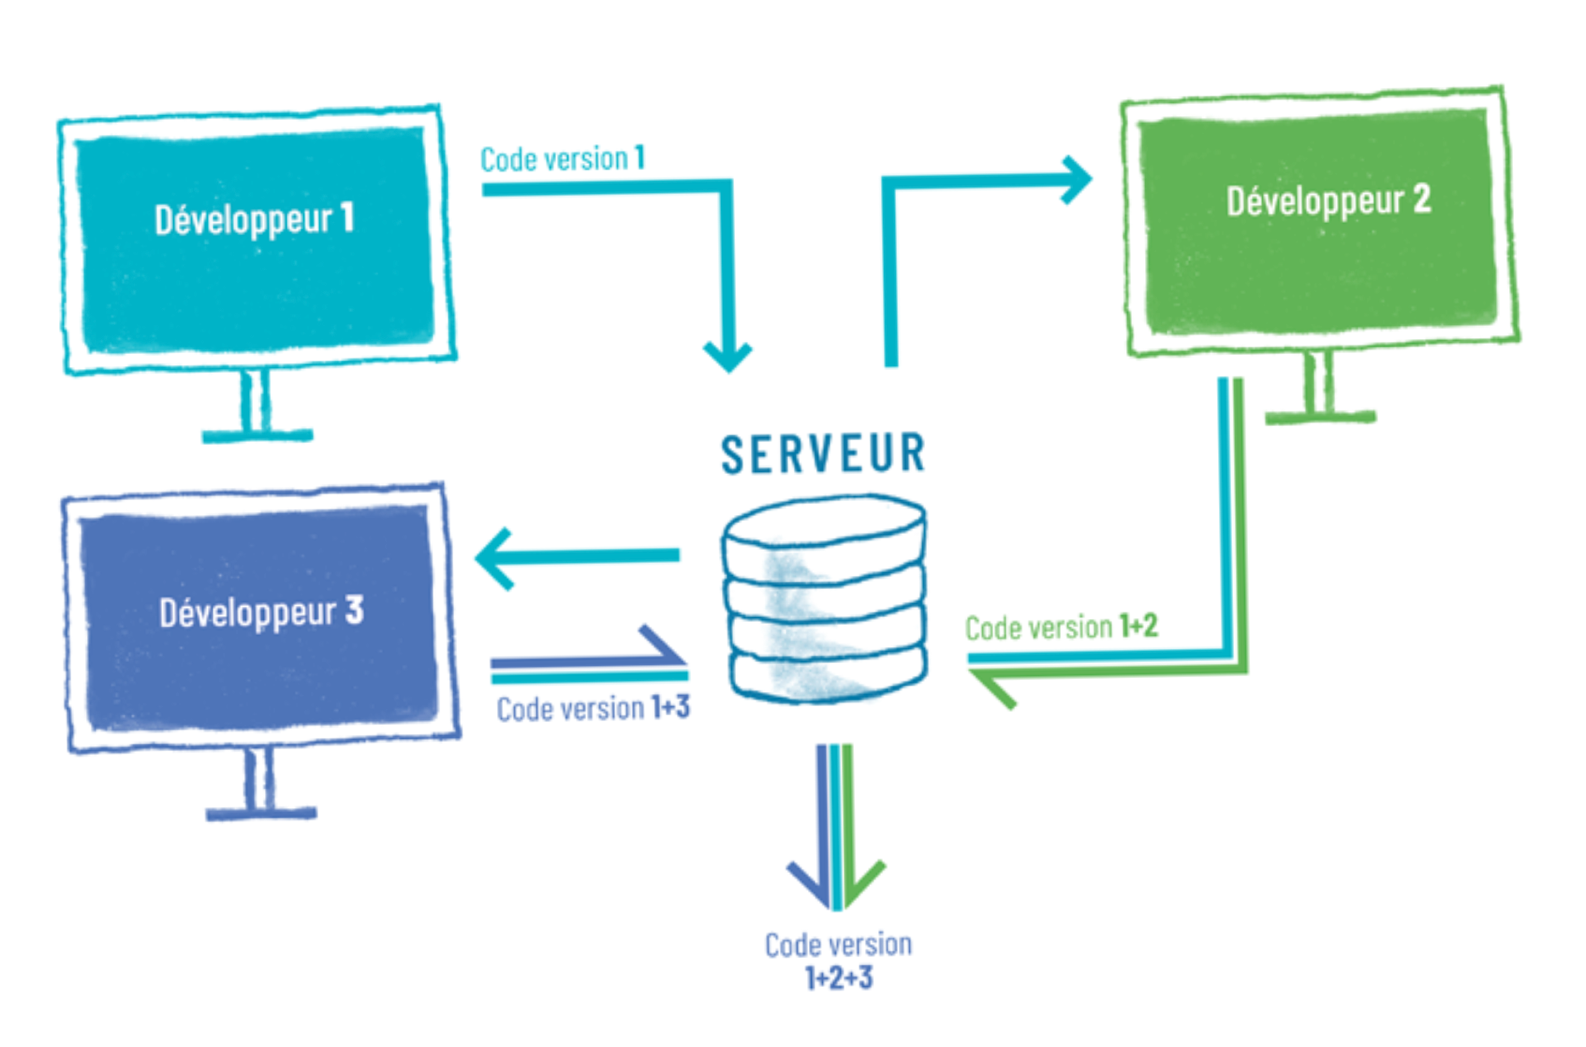 Développeur 1
Code version 1
Développeur 2
SERVEUR
Développeur 3
Code version 1+2
Code version 1+3
Code version
1+2+3